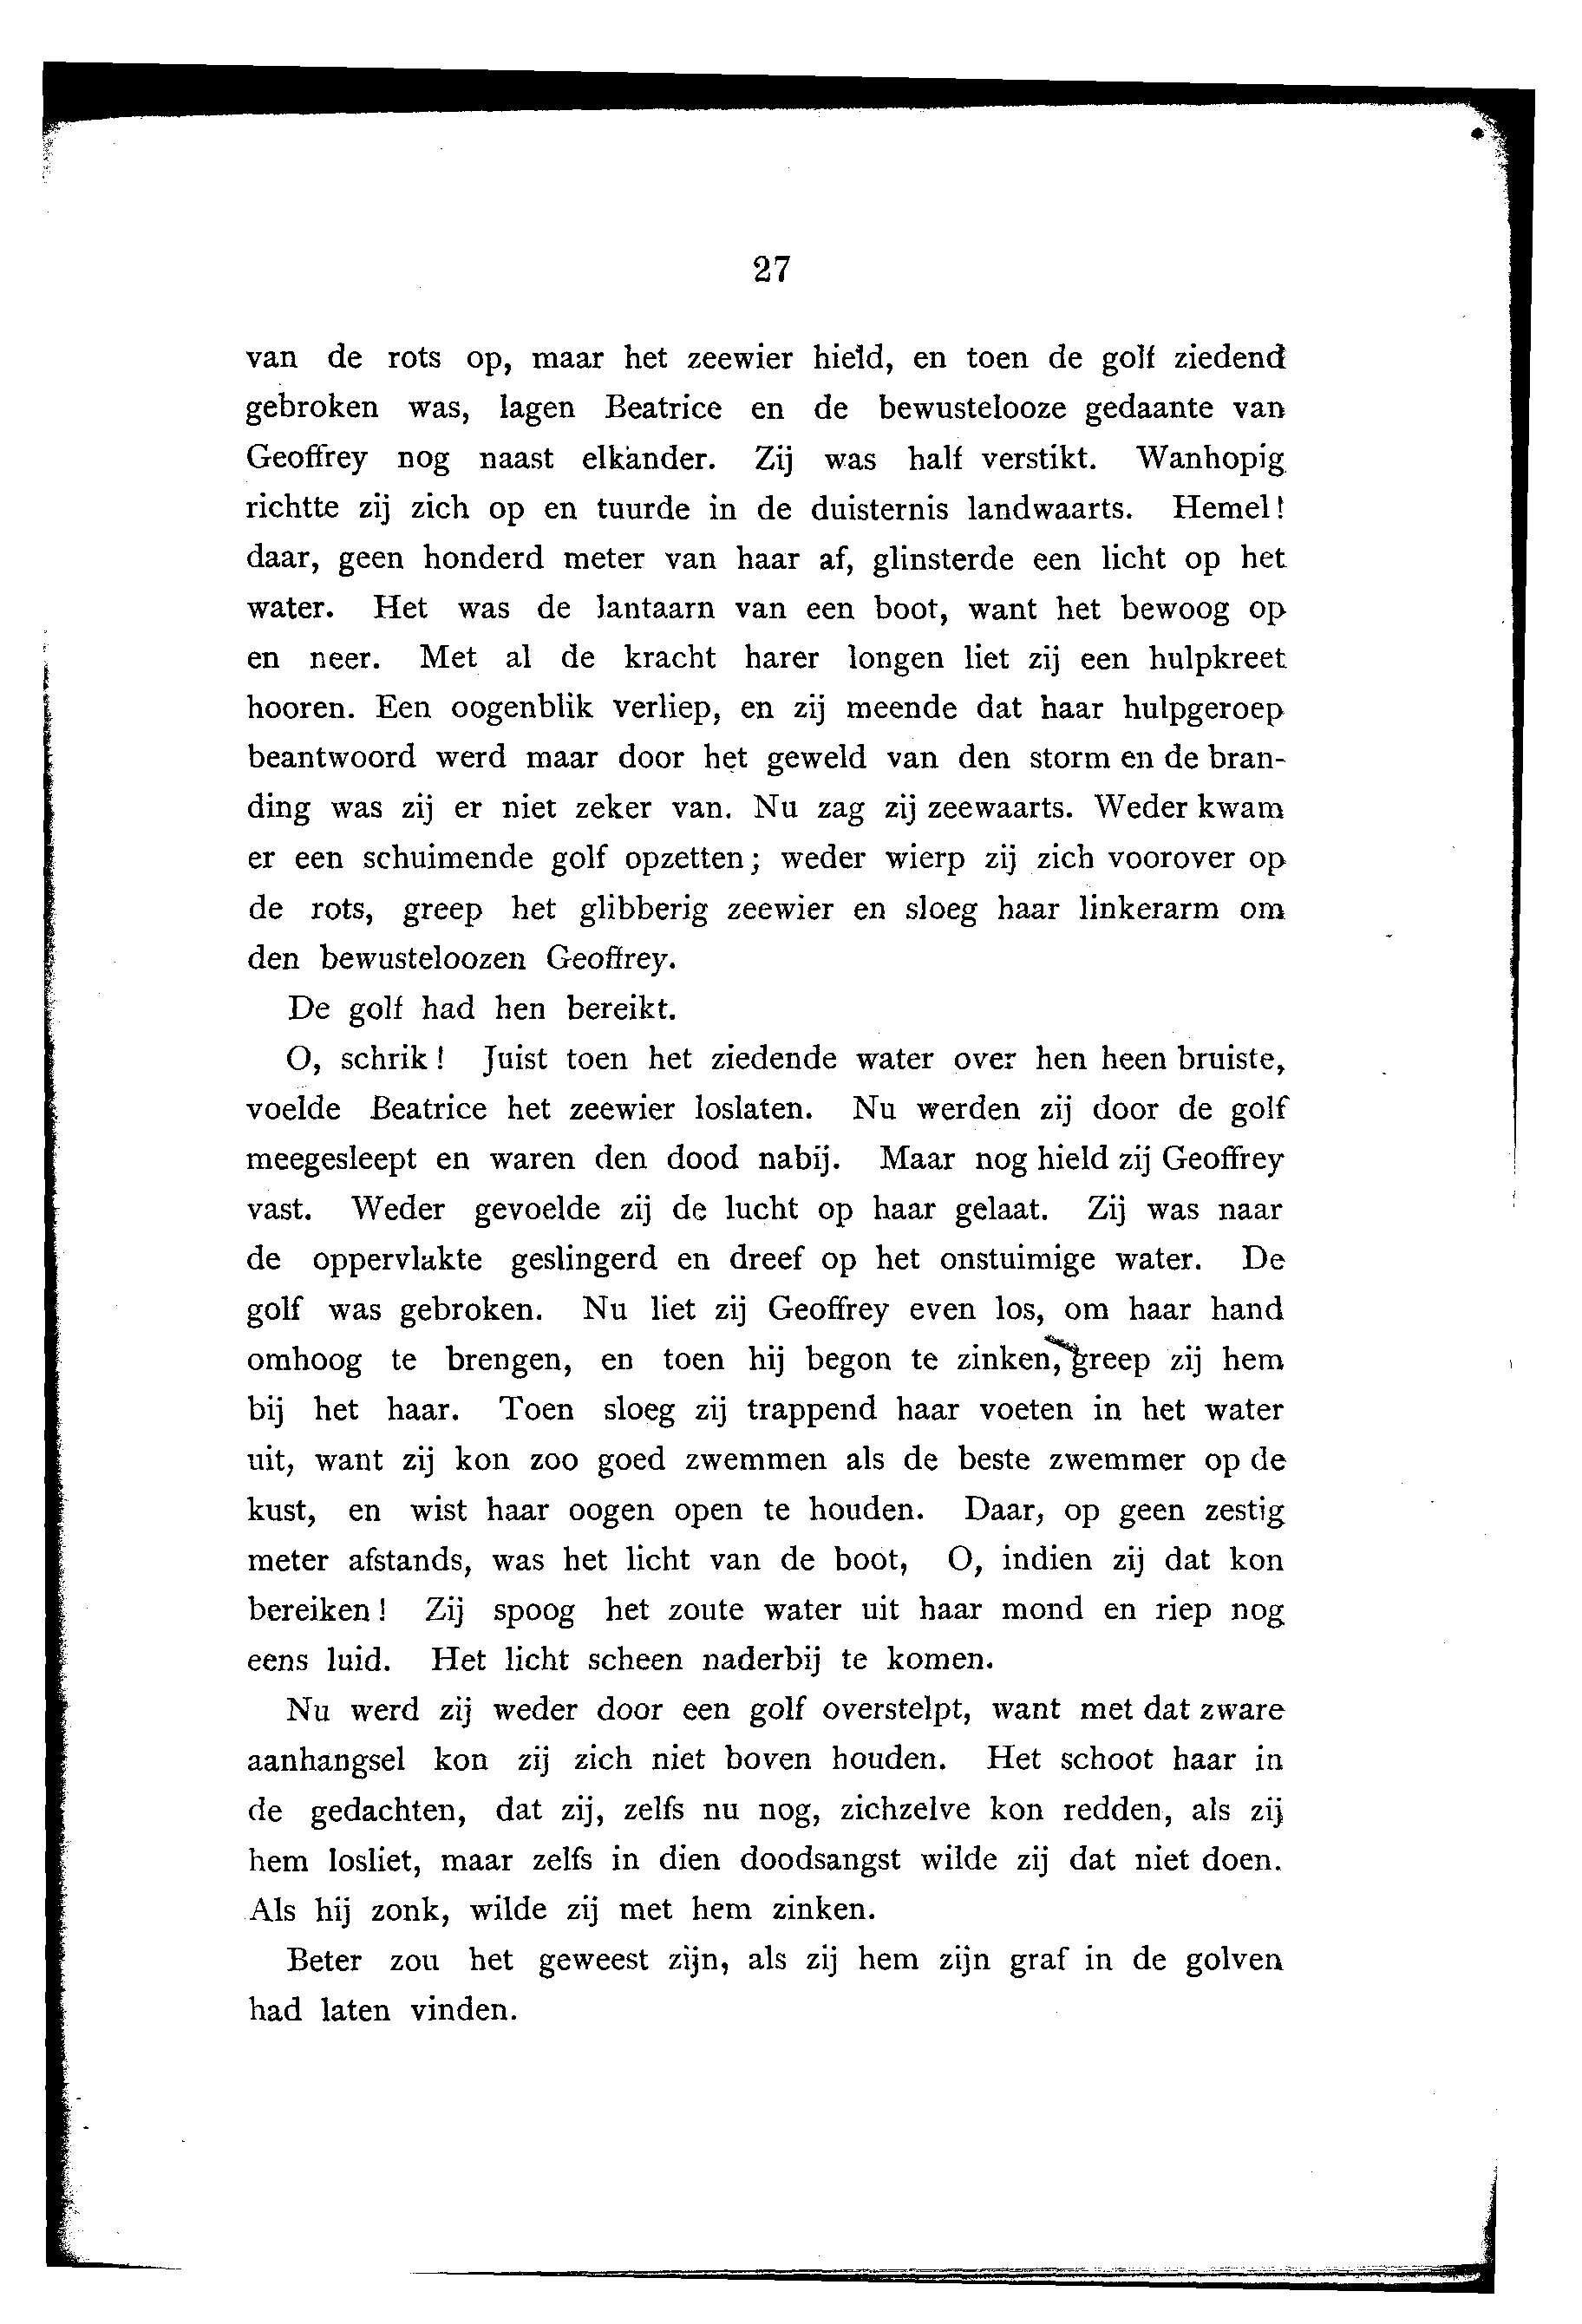 27
van de rots op, maar het zeewier hield, en toen de golf ziedend
gebroken was, lagen Beatrice en de bewustelooze gedaante van
Geoffrey nog naast elkander. Zij was half verstikt. Wanhopig
richtte zij zich op en tuurde in de duisternis landwaarts. Hemel!
daar, geen honderd meter van haar af, glinsterde een licht op het
water. Het was de lantaarn van een boot, want het bewoog op
en neer. Met al de kracht harer longen liet zij een hulpkreet
hooren. Een oogenblik verliep, en zij meende dat haar hulpgeroep
beantwoord werd maar door het geweld van den storm en de bran-
ding was zij er niet zeker van. Nu zag zij zeewaarts. Weder kwam
er een schuimende golf opzetten; weder wierp zij zich voorover op
de rots, greep het glibberig zeewier en sloeg haar linkerarm om
den bewusteloozen Geoffrey.
De golf had hen bereikt.
O, schrik! Juist toen het ziedende water over hen heen bruiste,
voelde Beatrice het zeewier loslaten. Nu werden zij door de golf
meegesleept en waren den dood nabij. Maar nog hield zij Geoffrey
vast. Weder gevoelde zij de lucht op haar gelaat. Zij was naar
de oppervlakte geslingerd en dreef op het onstuimige water. De
golf was gebroken. Nu liet zij Geoffrey even los, om haar hand
omhoog te brengen, en toen hij begon te zinken, greep zij hem
bij het haar. Toen sloeg zij trappend haar voeten in het water
uit, want zij kon zoo goed zwemmen als de beste zwemmer op de
kust, en wist haar oogen open te houden. Daar, op geen zestig
meter afstands, was het licht van de boot, O, indien zij dat kon
bereiken! Zij spoog het zoute water uit haar mond en riep nog
eens luid. Het licht scheen naderbij te komen.
Nu werd zij weder door een golf overstelpt, want met dat zware
aanhangsel kon zij zich niet boven houden. Het schoot haar in
de gedachten, dat zij, zelfs nu nog, zichzelve kon redden, als zij
hem losliet, maar zelfs in dien doodsangst wilde zij dat niet doen.
Als hij zonk, wilde zij met hem zinken.
Beter zou het geweest zijn, als zij hem zijn graf in de golven
had laten vinden.